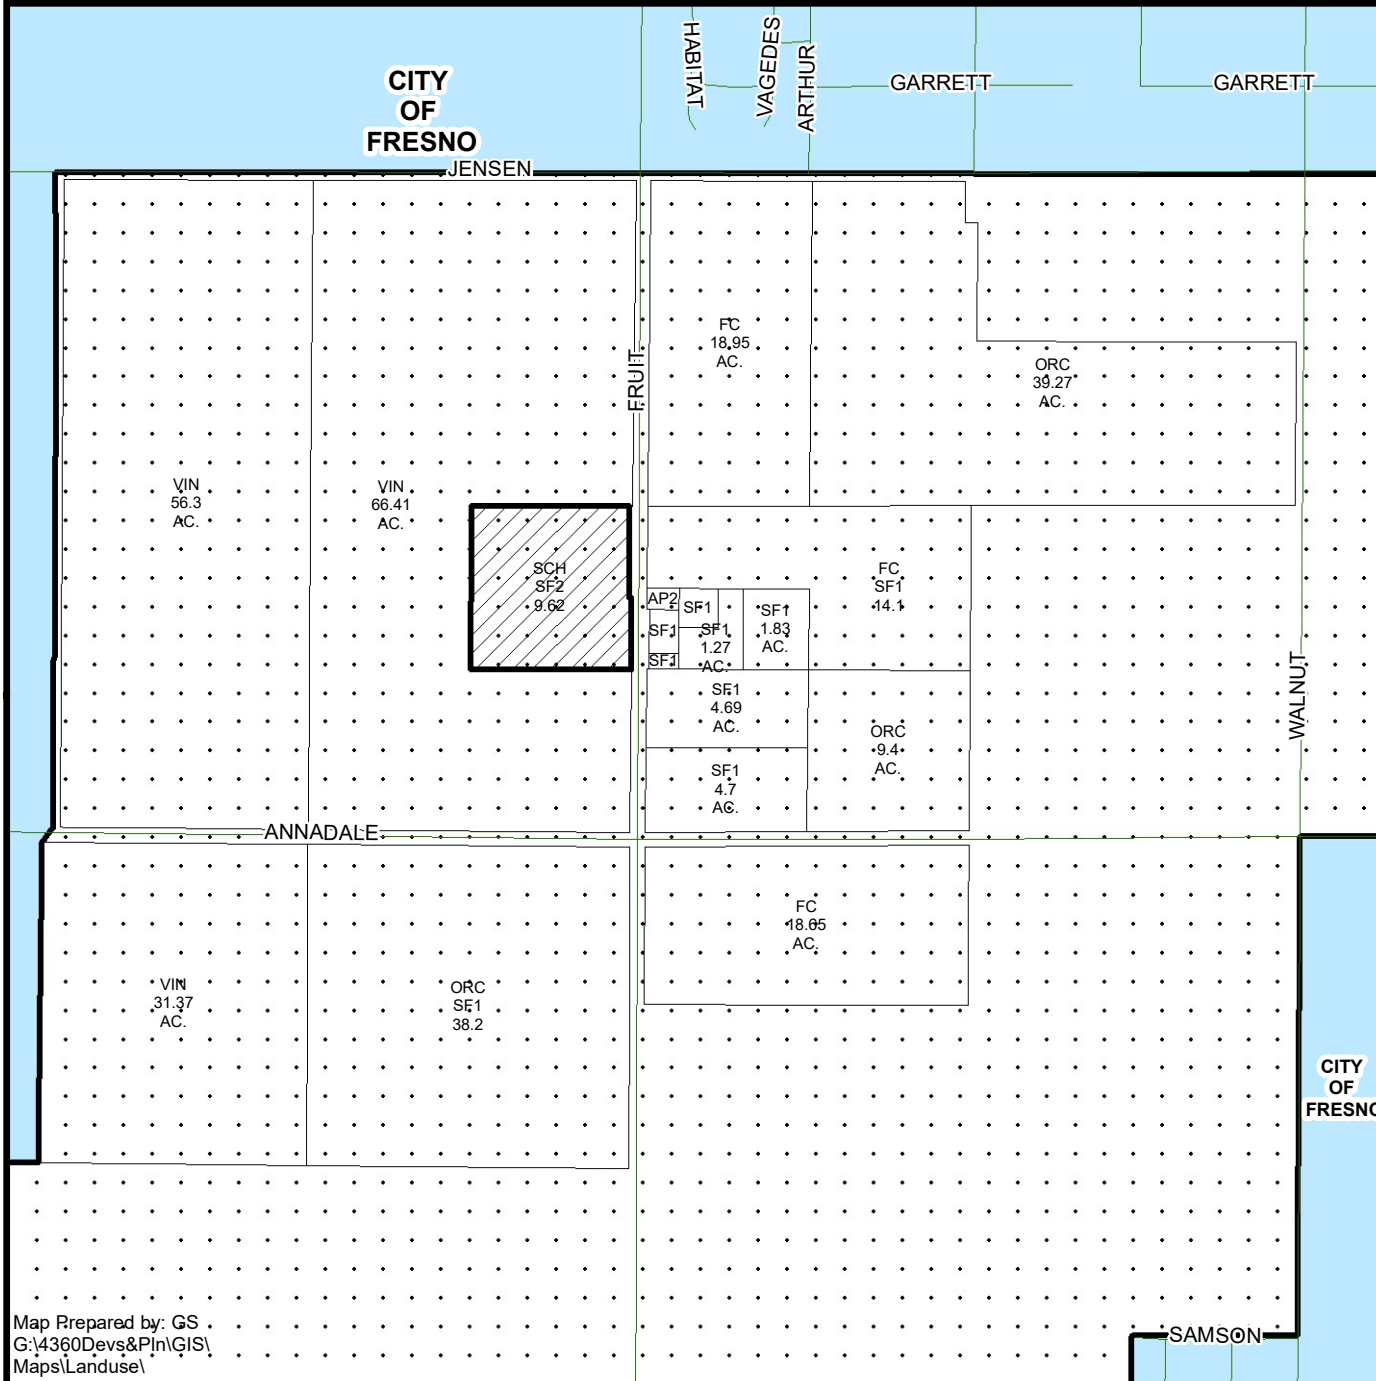 HABITAT
VAGEDES
ARTHUR
GARRETT
GARRETT
CITY
OF
FRESNO
JENSEN
FRUIT
FC
18.95
AC.
ORC
39.27
AC.
VIN
56.3
AC.
VIN
66.41
AC.
SCH
SF2
9.62
FC
SF1
14.1
AP2
SF1
SF1
SF1
SF1
1.27
AC.
SF1
1.83
AC.
SF1
4.69
AC.
ORC
9.4
AC.
SF1
4.7
AC.
WALNUT
ANNADALE
FC
18.65
AC.
VIN
31.37
AC.
ORC
SF1
38.2
CITY
OF
FRESNO
SAMSON
Map Prepared by: GS
G:\4360Devs&Pln\GIS\
Maps\Landuse\